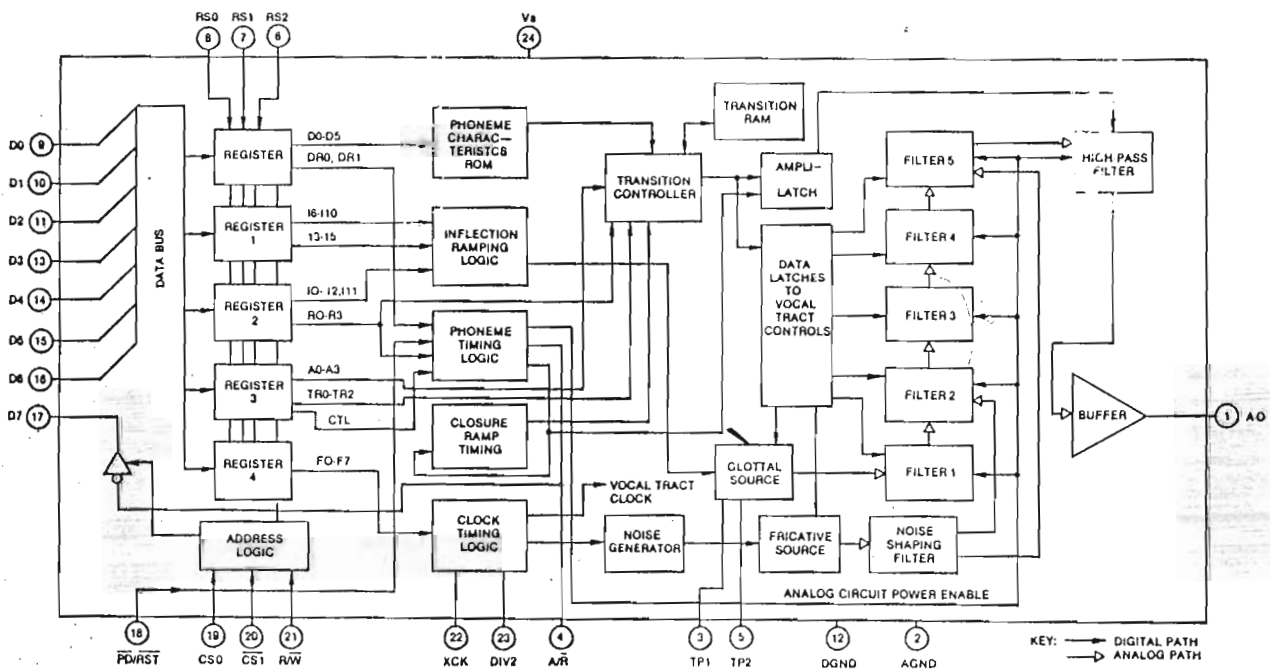 RS0 RS1 RS2
8 7 6
Vs
24
D0 9
D1 10
D2 11
D3 13
D4 14
D5 15
D6 16
D7 17
DATA BUS
REGISTER
REGISTER
1
REGISTER
2
REGISTER
3
REGISTER
4
ADDRESS
LOGIC
D0-D5
DR0, DR1
I6-I10
13-15
IO-12,I11
RO-R3
A0-A3
TR0-TR2
CTL
FO-F7
PHONEME
CHARAC-
TERISTCS
ROM
INFLECTION
RAMPING
LOGIC
PHONEME
TIMING
LOGIC
CLOSURE
RAMP
TIMING
CLOCK
TIMING
LOGIC
VOCAL TRACT
CLOCK
NOISE
GENERATOR
TRANSITION
CONTROLLER
TRANSITION
RAM
AMPLI-
LATCH
DATA
LATCHES
TO
VOCAL
TRACT
CONTROLS
GLOTTAL
SOURCE
FRICATIVE
SOURCE
NOISE
SHAPING
FILTER
FILTER 5
FILTER 4
FILTER 3
FILTER 2
FILTER 1
HIGH PASS
FILTER
BUFFER
1 AO
ANALOG CIRCUIT POWER ENABLE
18 19 20 21 22 23 4 3 5 12 2
PD/RST CS0 CS1 R/W XCK DIV2 A/R TP1 TP2 DGND AGND
KEY: DIGITAL PATH
ANALOG PATH